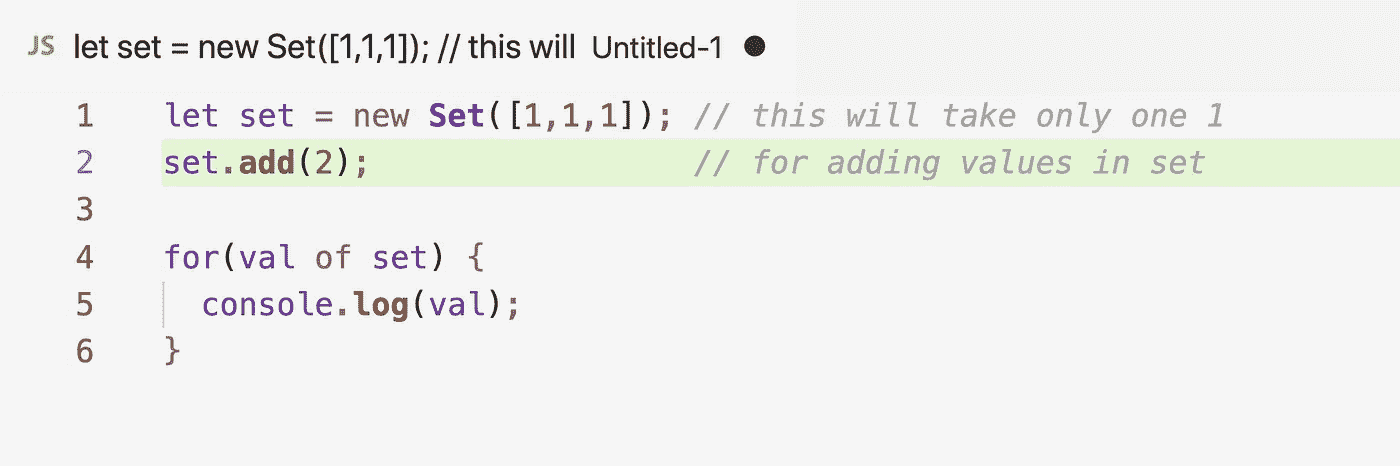 JS let set = new Set([1,1,1]); // this will Untitled-1
1 let set = new Set([1,1,1]); // this will take only one 1
2 set.add(2); // for adding values in set
3
4 for(val of set) {
5 console.log(val);
6 }